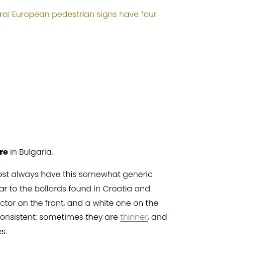 ral European pedestrian signs have four
re in Bulgaria.
ost always have this somewhat generic
ar to the bollards found in Croatia and
ctor on the front, and a white one on the
onsistent: sometimes they are thinner, and
s.